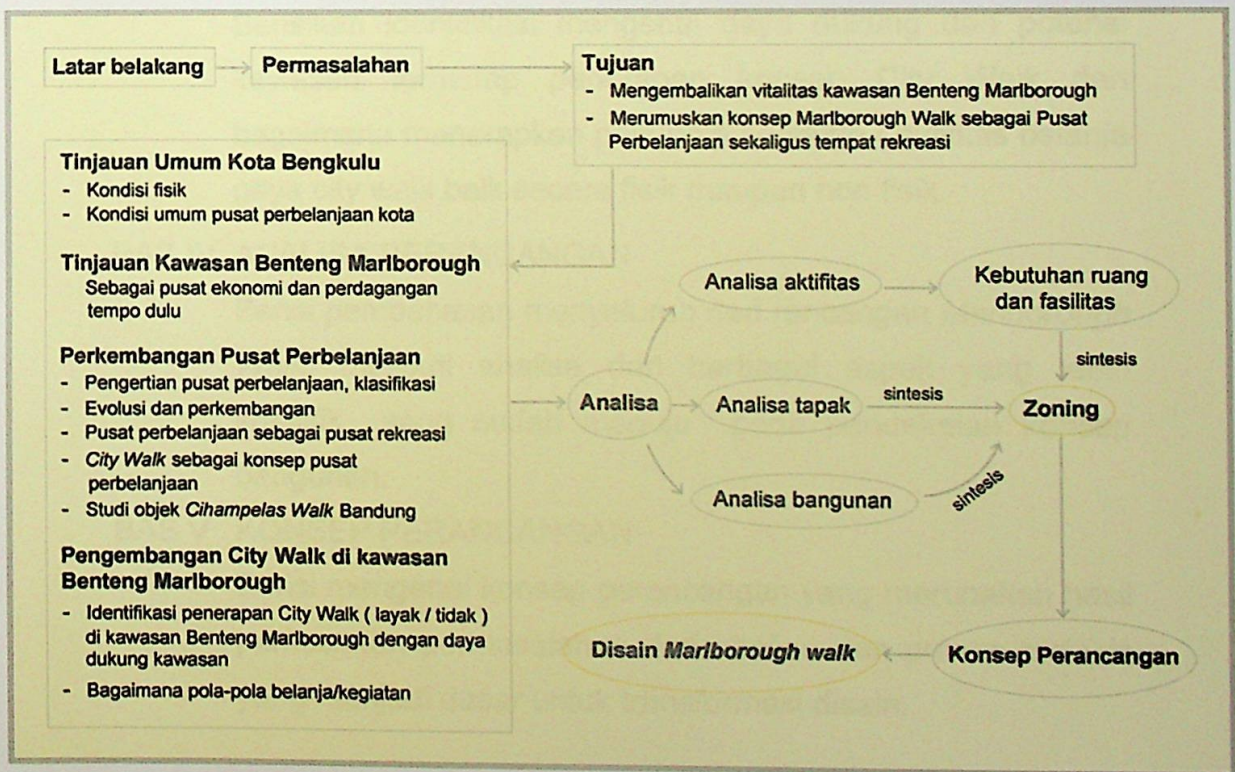 Latar belakang
Permasalahan
Tujuan
- Mengembalikan vitalitas kawasan Benteng Marlborough
- Merumuskan konsep Marlborough Walk sebagai Pusat
Perbelanjaan sekaligus tempat rekreasi
Tinjauan Umum Kota Bengkulu
- Kondisi fisik
- Kondisi umum pusat perbelanjaan kota
Tinjauan Kawasan Benteng Marlborough
Sebagai pusat ekonomi dan perdagangan
tempo dulu
Perkembangan Pusat Perbelanjaan
- Pengertian pusat perbelanjaan, klasifikasi
- Evolusi dan perkembangan
- Pusat perbelanjaan sebagai pusat rekreasi
- City Walk sebagai konsep pusat
perbelanjaan
- Studi objek Cihampelas Walk Bandung
Pengembangan City Walk di kawasan
Benteng Marlborough
- Identifikasi penerapan City Walk ( layak / tidak )
di kawasan Benteng Marlborough dengan daya
dukung kawasan
- Bagaimana pola-pola belanja/kegiatan
Analisa
Analisa aktifitas
Kebutuhan ruang
dan fasilitas
sintesis
Analisa tapak
sintesis
Zoning
Analisa bangunan
sintesis
Konsep Perancangan
Disain Marlborough walk